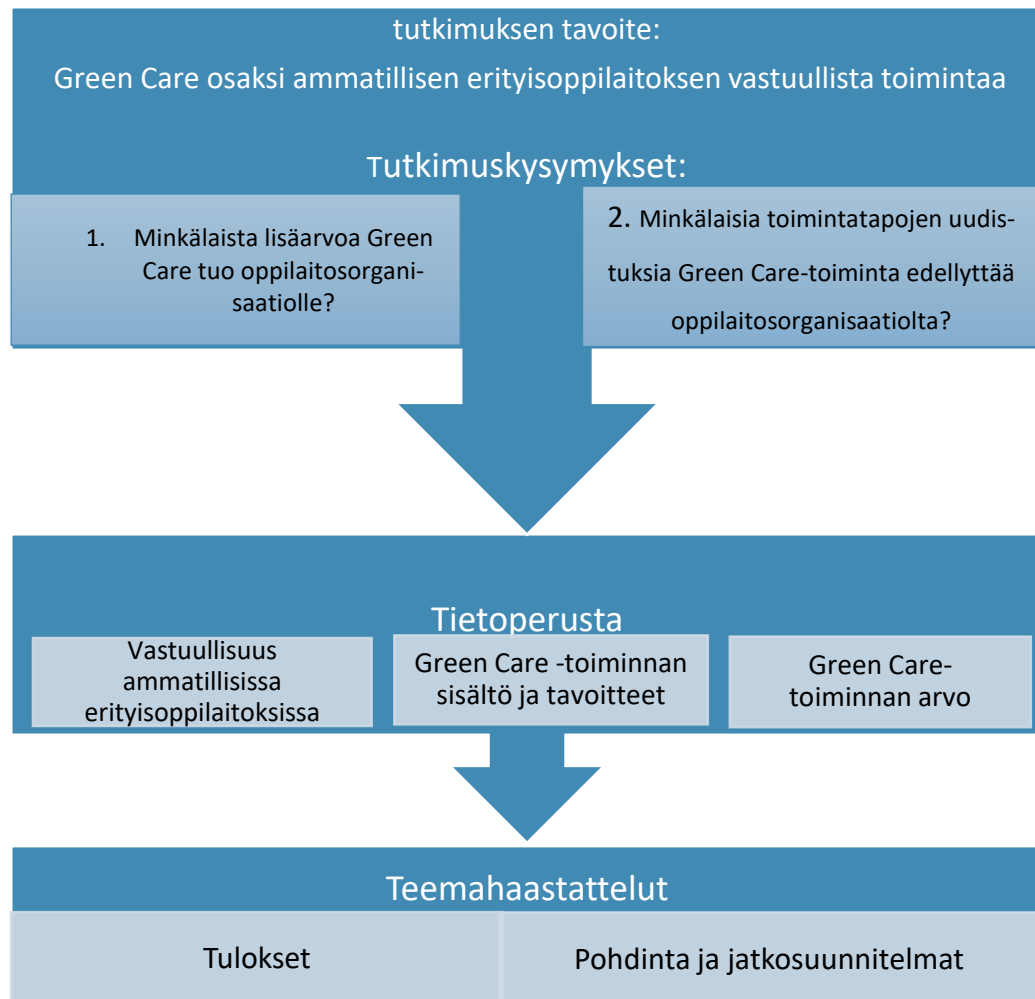 tutkimuksen tavoite:
Green Care osaksi ammatillisen erityisoppilaitoksen vastuullista toimintaa
Tutkimuskysymykset:
1. Minkälaista lisäarvoa Green
Care tuo oppilaitosorgani-
saatiolle?
2. Minkälaisia toimintatapojen uudis-
tuksia Green Care-toiminta edellyttää
oppilaitosorganisaatiolta?
Tietoperusta
Vastuullisuus
ammatillisissa
erityisoppilaitoksissa
Green Care -toiminnan
sisältö ja tavoitteet
Green Care-
toiminnan arvo
Teemahaastattelut
Tulokset
Pohdinta ja jatkosuunnitelmat